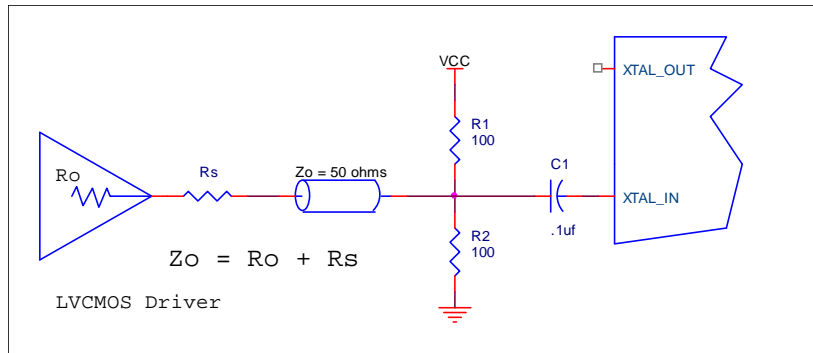 VCC
XTAL_OUT
R1
100
Ro
Rs
Zo = 50 ohms
C1
XTAL_IN
.1uf
R2
100
Zo = Ro + Rs
LVCMOS Driver